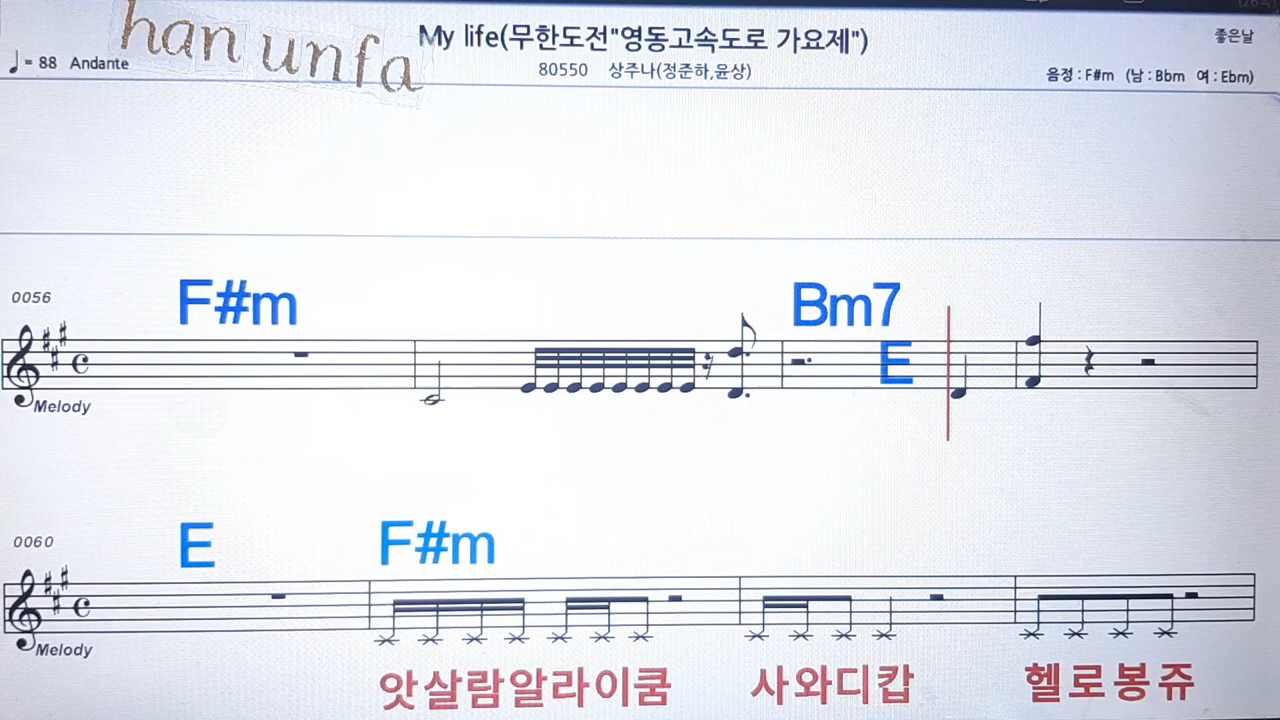 han unfa
My life(무한도전"영동고속도로 가요제")
좋은날
♩= 88 Andante
80550 상주나(정준하,윤상)
음정 : F#m (남 : Bbm 여 : Ebm)
0056
F#m
Bm7
E
Melody
0060
E
F#m
Melody
앗살람알라이쿰
사와디캅
헬로봉쥬